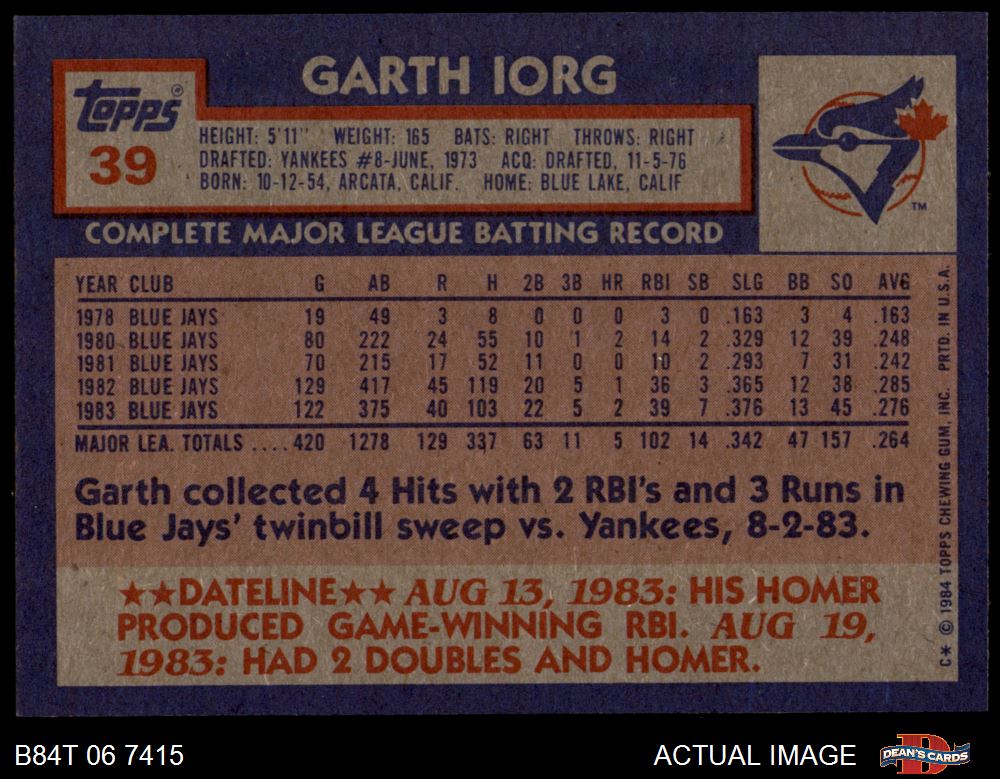 GARTH IORG
TOPPS®
39
HEIGHT: 5'11" WEIGHT: 165 BATS: RIGHT THROWS: RIGHT
DRAFTED: YANKEES #8-JUNE, 1973 ACQ: DRAFTED, 11-5-76
BORN: 10-12-54, ARCATA, CALIF. HOME: BLUE LAKE, CALIF
TM
COMPLETE MAJOR LEAGUE BATTING RECORD
YEAR CLUB G AB R H 2B 3B HR RBI SB SLG BB SO AVG
1978 BLUE JAYS 19 49 3 8 0 0 0 3 0 .163 3 4 .163
1980 BLUE JAYS 80 222 24 55 10 1 2 14 2 .329 12 39 .248
1981 BLUE JAYS 70 215 17 52 11 0 0 10 2 .293 7 31 .242
1982 BLUE JAYS 129 417 45 119 20 5 1 36 3 .365 12 38 .285
1983 BLUE JAYS 122 375 40 103 22 5 2 39 7 .376 13 45 .276
MAJOR LEA. TOTALS .... 420 1278 129 337 63 11 5 102 14 .342 47 157 .264
Garth collected 4 Hits with 2 RBI's and 3 Runs in
Blue Jays' twinbill sweep vs. Yankees, 8-2-83.
★★DATELINE★★ AUG 13, 1983: HIS HOMER
PRODUCED GAME-WINNING RBI. AUG 19,
1983: HAD 2 DOUBLES AND HOMER.
C* © 1984 TOPPS CHEWING GUM, INC. PRTD. IN U.S.A.
B84T 06 7415
ACTUAL IMAGE
DEAN'S CARDS